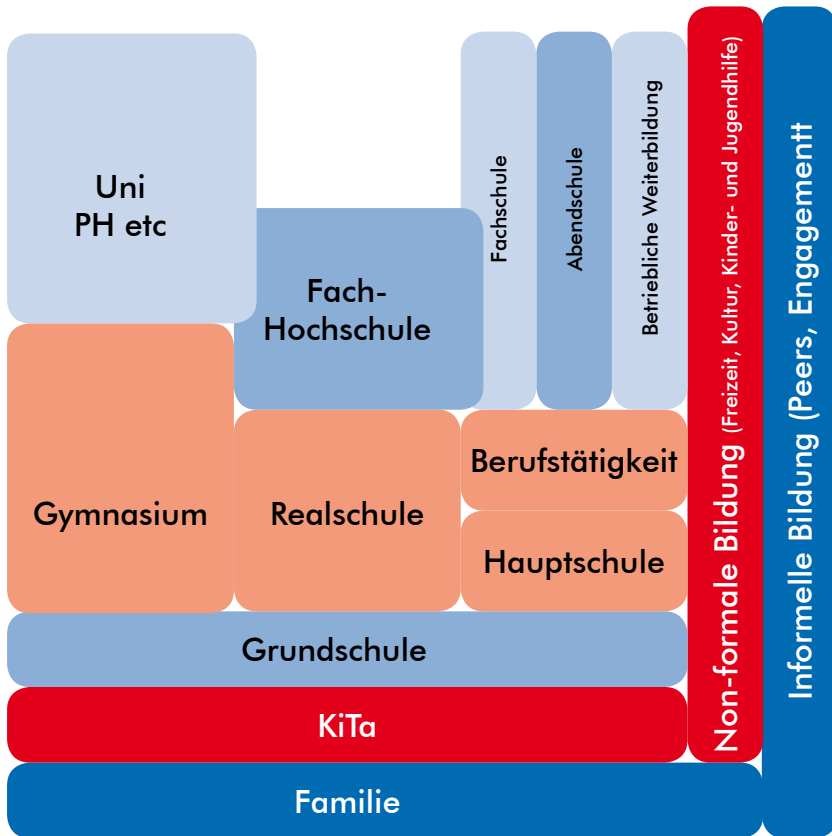 Uni
PH etc
Fach-
Hochschule
Fachschule
Abendschule
Betriebliche Weiterbildung
Gymnasium
Realschule
Berufstätigkeit
Hauptschule
Grundschule
KiTa
Familie
Non-formale Bildung (Freizeit, Kultur, Kinder- und Jugendhilfe)
Informelle Bildung (Peers, Engagementt